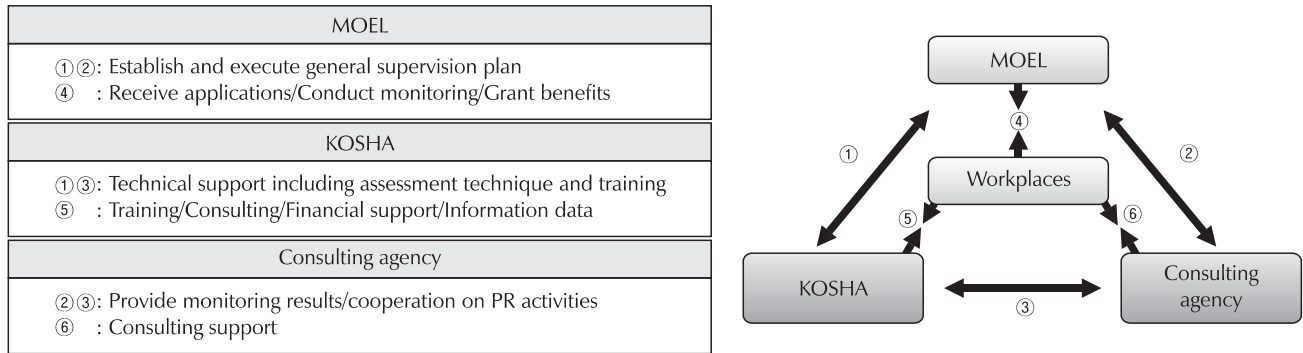 MOEL
①②: Establish and execute general supervision plan
④ : Receive applications/Conduct monitoring/Grant benefits
KOSHA
①③: Technical support including assessment technique and training
⑤ : Training/Consulting/Financial support/Information data
Consulting agency
②③: Provide monitoring results/cooperation on PR activities
⑥ : Consulting support
MOEL
④
①
②
Workplaces
⑤
⑥
KOSHA
Consulting
agency
③